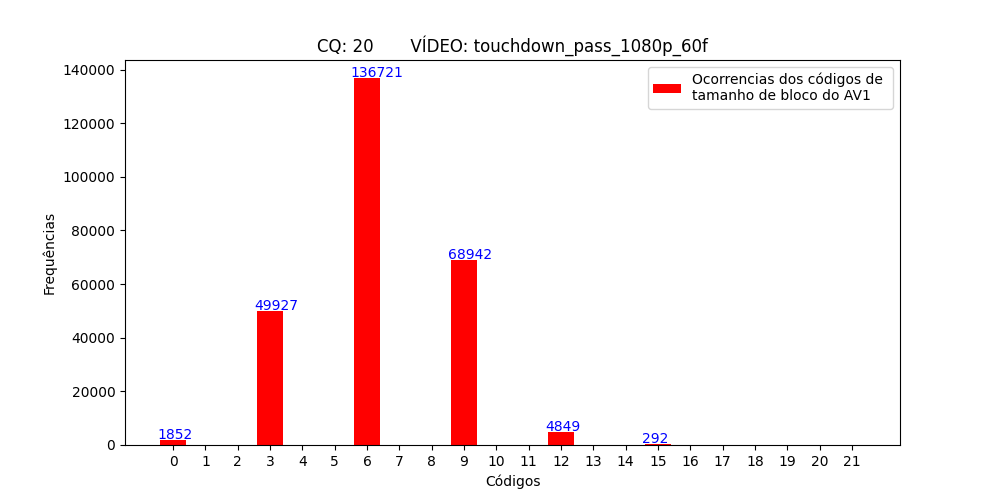 CQ: 20 VÍDEO: touchdown_pass_1080p_60f
140000
120000
100000
80000
60000
40000
20000
0
Frequências
136721
68942
49927
4849
1852
292
Ocorrencias dos códigos de
tamanho de bloco do AV1
0 1 2 3 4 5 6 7 8 9 10 11 12 13 14 15 16 17 18 19 20 21
Códigos